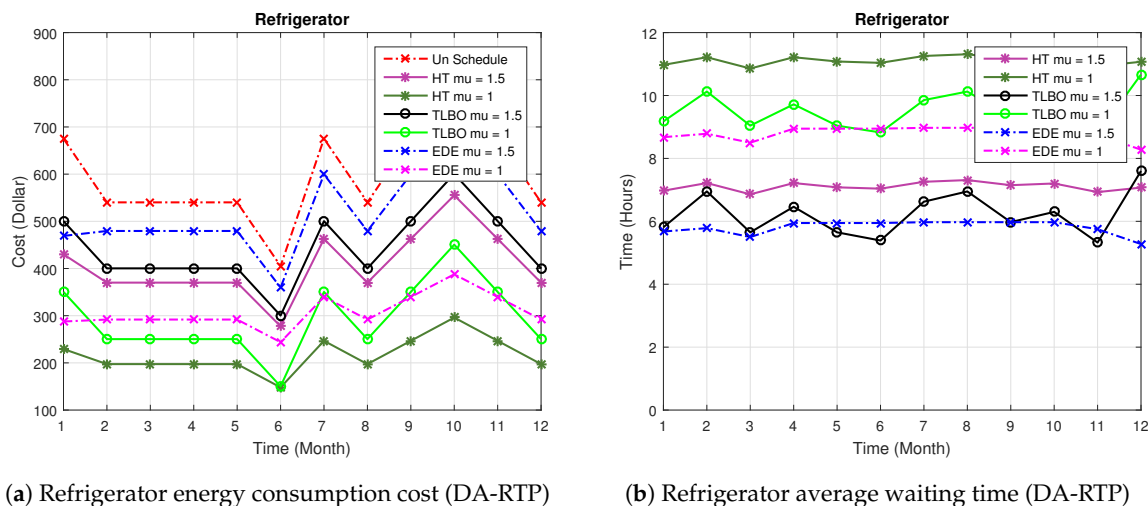 Refrigerator
900
800
700
600
500
400
300
200
100
Cost (Dollar)
1 2 3 4 5 6 7 8 9 10 11 12
Time (Month)
Un Schedule
HT mu = 1.5
HT mu = 1
TLBO mu = 1.5
TLBO mu = 1
EDE mu = 1.5
EDE mu = 1
(a) Refrigerator energy consumption cost (DA-RTP)
Refrigerator
12
10
8
6
4
2
0
Time (Hours)
1 2 3 4 5 6 7 8 9 10 11 12
Time (Month)
HT mu = 1.5
HT mu = 1
TLBO mu = 1.5
TLBO mu = 1
EDE mu = 1.5
EDE mu = 1
(b) Refrigerator average waiting time (DA-RTP)